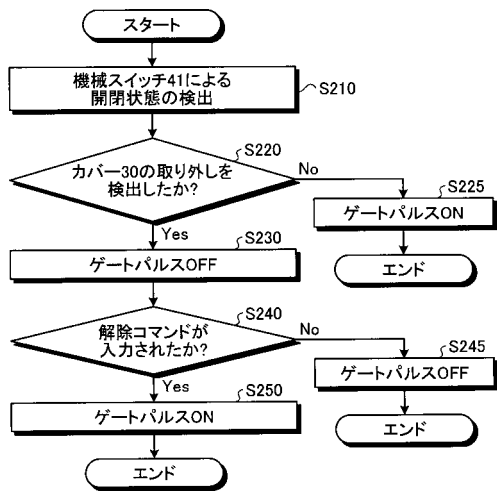 スタート
機械スイッチ41による
開閉状態の検出
S210
カバー30の取り外しを
検出したか?
S220
No
S225
ゲートパルスON
エンド
Yes
S230
ゲートパルスOFF
解除コマンドが
入力されたか?
S240
No
S245
ゲートパルスOFF
エンド
Yes
S250
ゲートパルスON
エンド